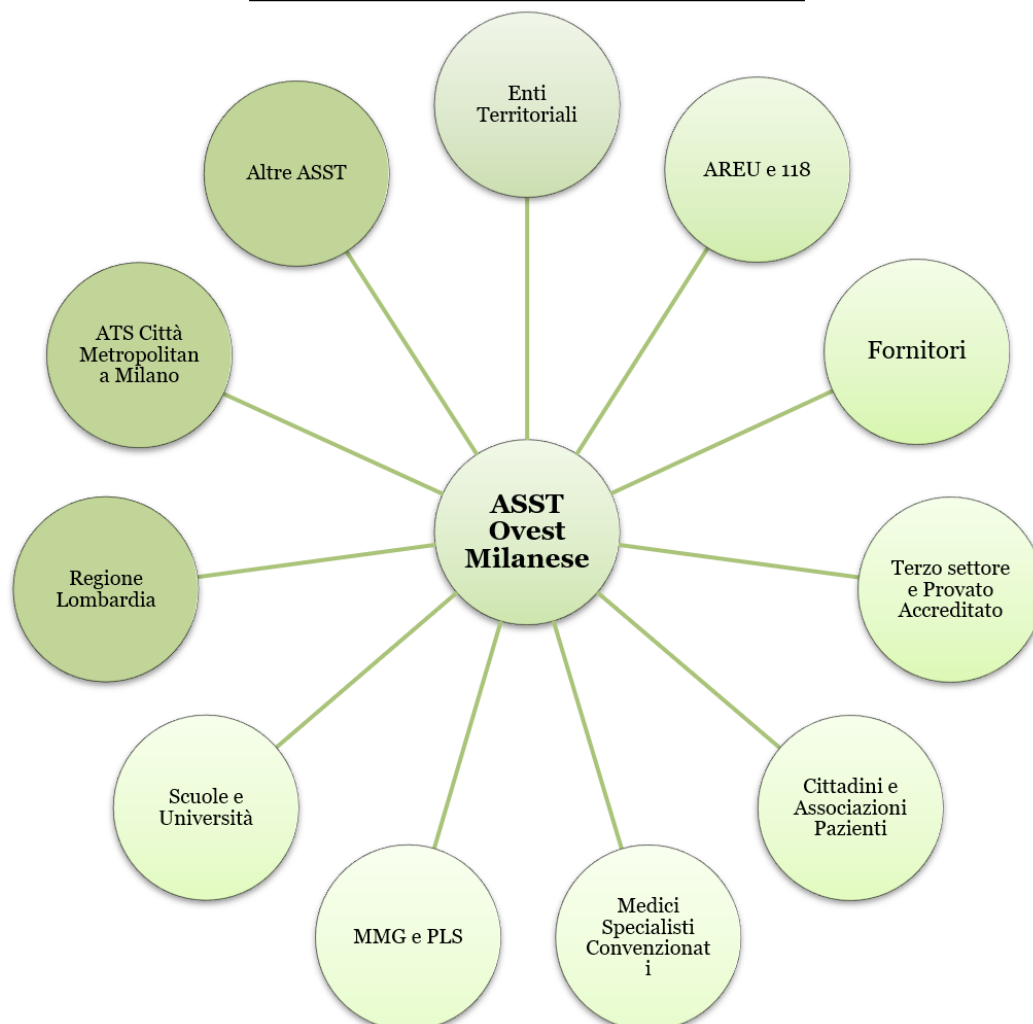 Enti
Territoriali
AREU e 118
Altre ASST
Fornitori
ATS Città
Metropolitan
a Milano
ASST
Ovest
Milanese
Terzo settore
e Provato
Accreditato
Regione
Lombardia
Cittadini e
Associazioni
Pazienti
Scuole e
Università
Medici
Specialisti
Convenzionat
i
MMG e PLS